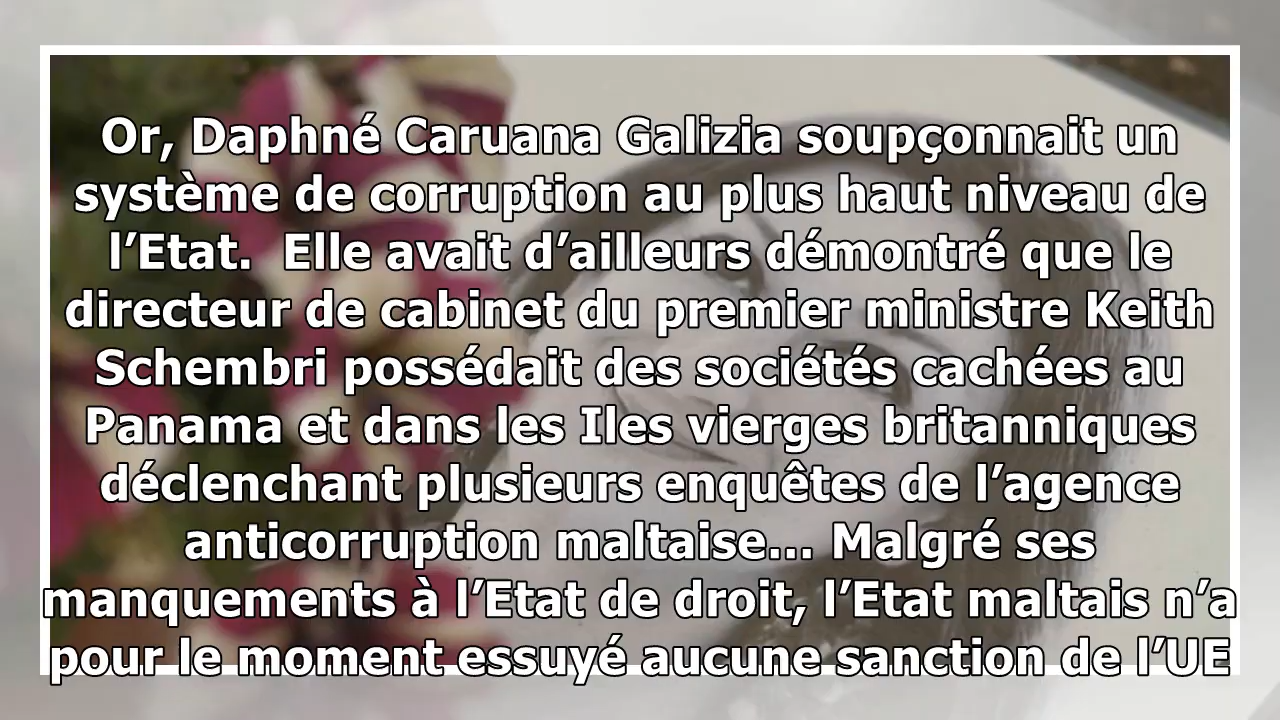 Or, Daphné Caruana Galizia soupçonnait un
système de corruption au plus haut niveau de
l’Etat.  Elle avait d’ailleurs démontré que le
directeur de cabinet du premier ministre Keith
Schembri possédait des sociétés cachées au
Panama et dans les Iles vierges britanniques
déclenchant plusieurs enquêtes de l’agence
anticorruption maltaise... Malgré ses
manquements à l’Etat de droit, l’Etat maltais n’a
pour le moment essuyé aucune sanction de l’UE